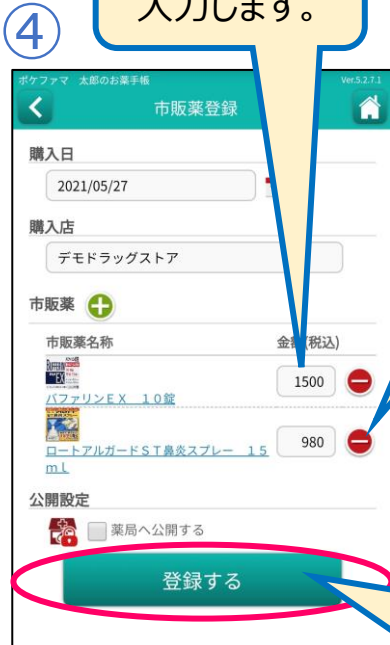 入力します。
④
ポケファマ 太郎のお薬手帳 Ver.5.2.7.1
市販薬登録
購入日
2021/05/27
購入店
デモドラッグストア
市販薬
市販薬名称 金額(税込)
バファリンEX 10錠 1500
ロートアルガードST鼻炎スプレー 15 980
mL
公開設定
薬局へ公開する
登録する